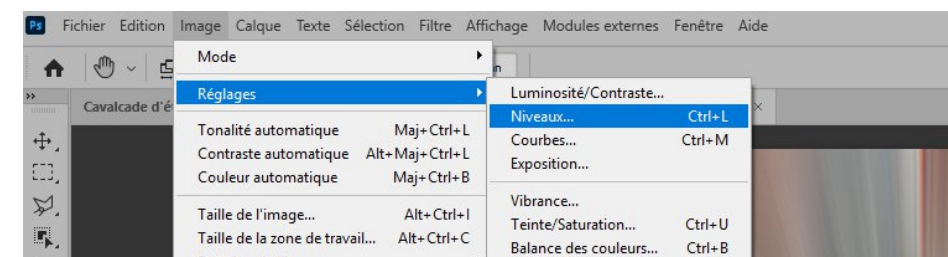 Ps Fichier Edition Image Calque Texte Sélection Filtre Affichage Modules externes Fenêtre Aide
Mode
Réglages
Tonalité automatique Maj+Ctrl+L
Contraste automatique Alt+Maj+Ctrl+L
Couleur automatique Maj+Ctrl+B
Taille de l'image... Alt+Ctrl+I
Taille de la zone de travail... Alt+Ctrl+C
Luminosité/Contraste...
Niveaux... Ctrl+L
Courbes... Ctrl+M
Exposition...
Vibrance...
Teinte/Saturation... Ctrl+U
Balance des couleurs... Ctrl+B
Cavalcade d'é